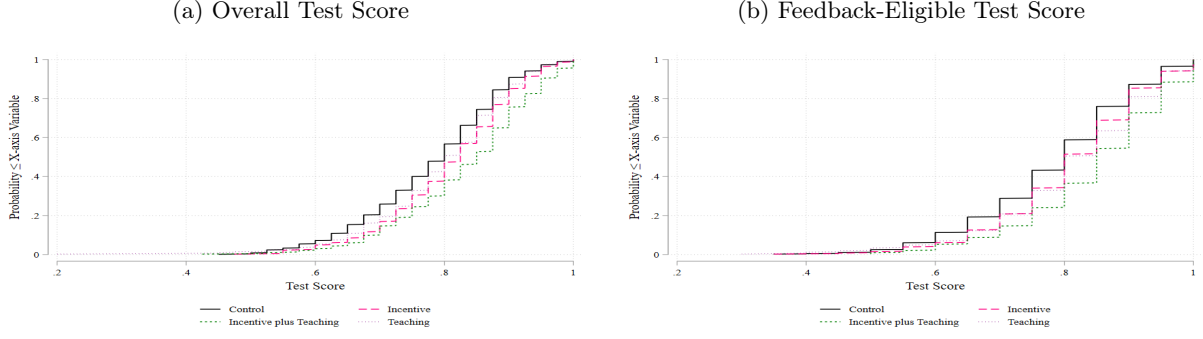 (a) Overall Test Score
Probability ≤ X-axis Variable
1
.8
.6
.4
.2
0
.2 .4 .6 .8 1
Test Score
Control Incentive
Incentive plus Teaching Teaching
(b) Feedback-Eligible Test Score
Probability ≤ X-axis Variable
1
.8
.6
.4
.2
0
.2 .4 .6 .8 1
Test Score
Control Incentive
Incentive plus Teaching Teaching